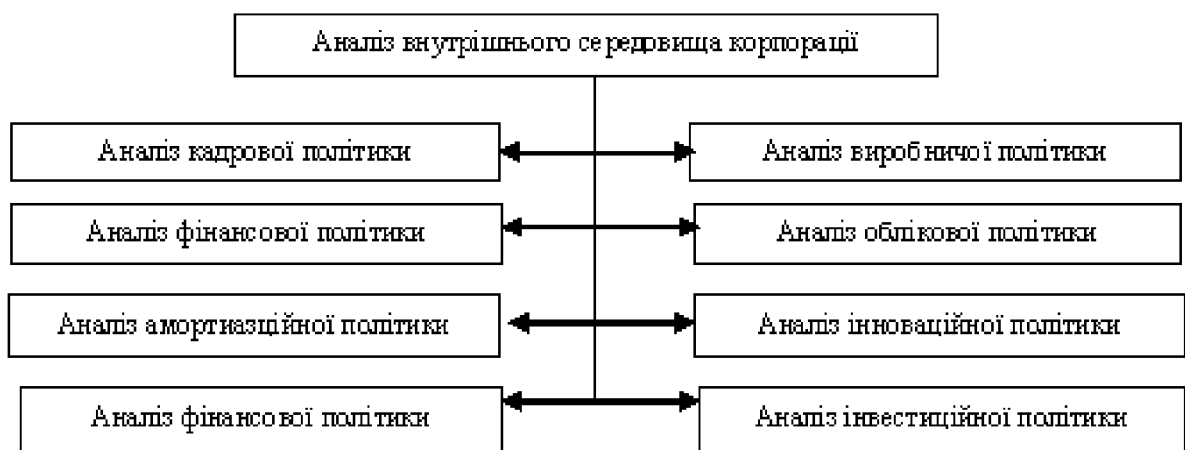 Аналіз внутрішнього середовища корпорації
Аналіз кадрової політики
Аналіз виробничої політики
Аналіз фінансової політики
Аналіз облікової політики
Аналіз амортиазційної політики
Аналіз інноваційної політики
Аналіз фінансової політики
Аналіз інвестиційної політики